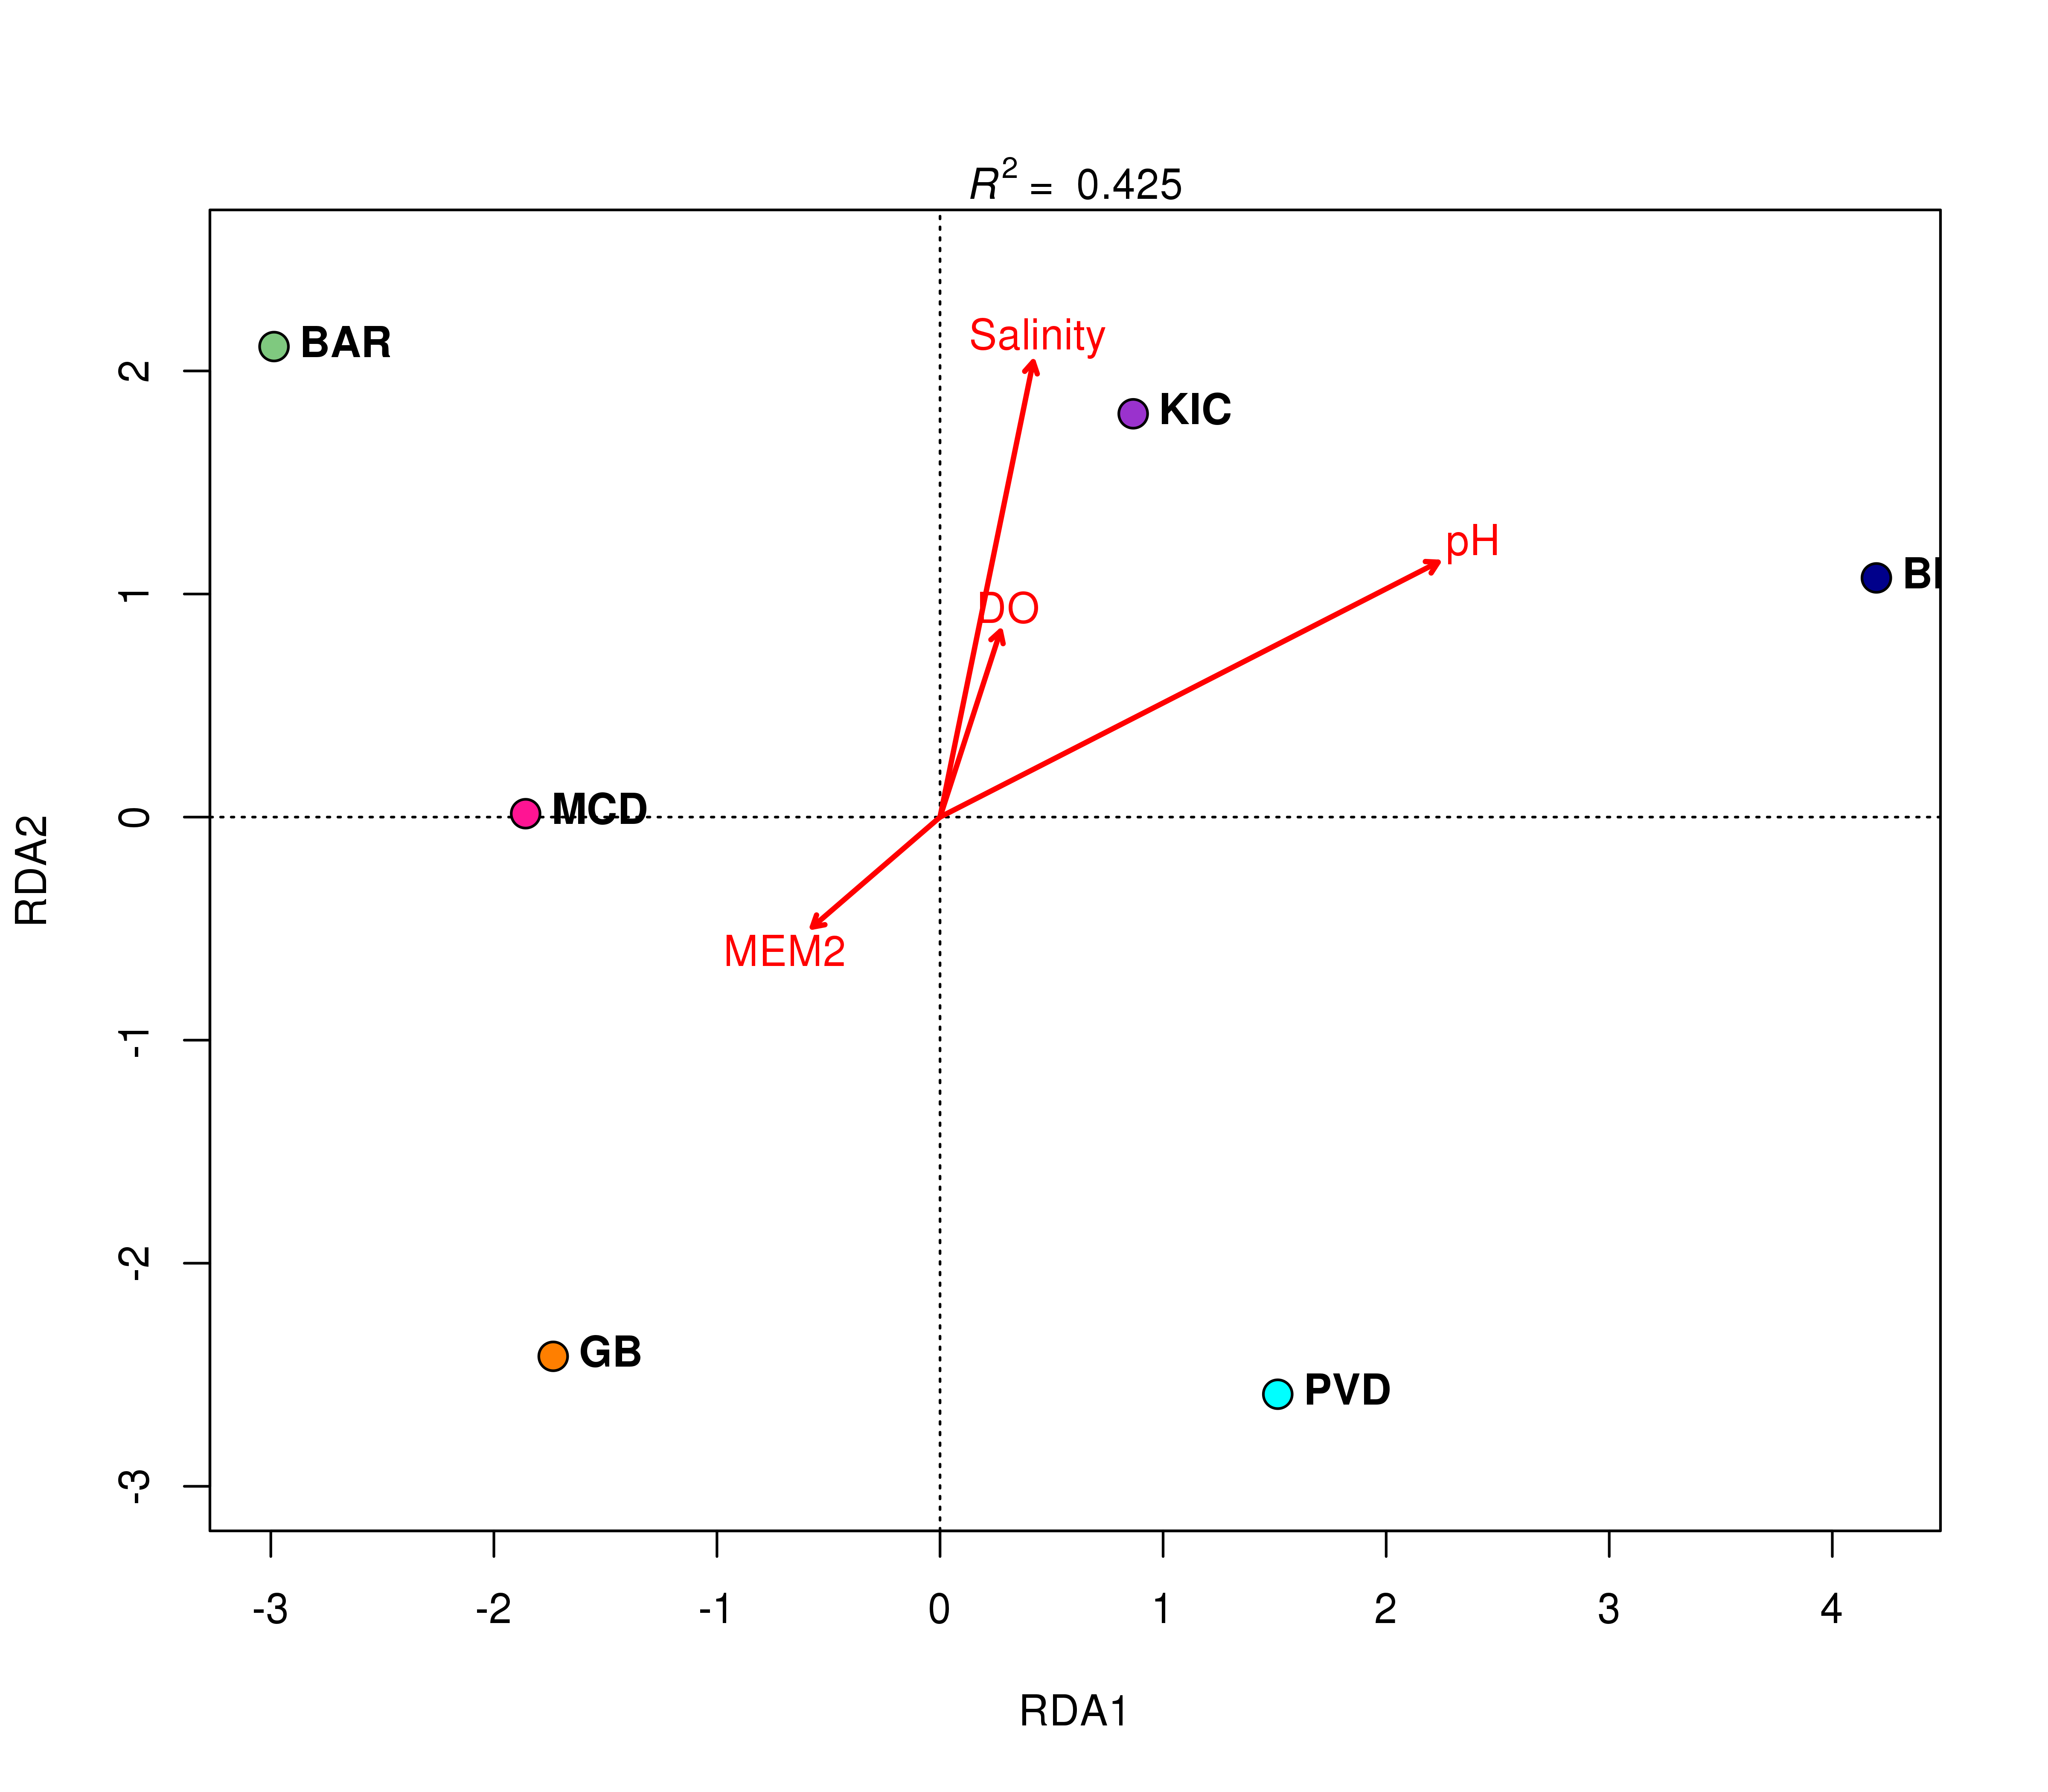 R2 = 0.425
BAR
Salinity
KIC
pH
BI
DO
MCD
MEM2
GB
PVD
2
1
0
-1
-2
-3
RDA2
-3 -2 -1 0 1 2 3 4
RDA1